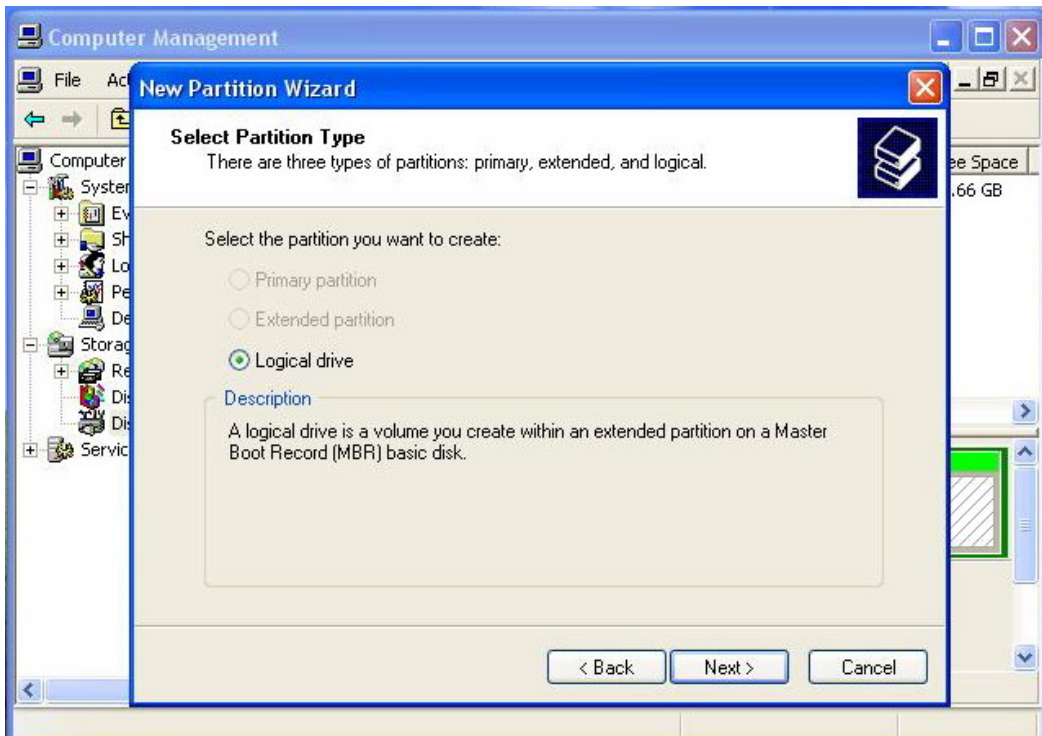 Computer Management
File
New Partition Wizard
Select Partition Type
There are three types of partitions: primary, extended, and logical.
Computer
.66 GB
Select the partition you want to create:
Primary partition
Extended partition
Logical drive
Description
A logical drive is a volume you create within an extended partition on a Master
Boot Record (MBR) basic disk.
< Back
Next >
Cancel